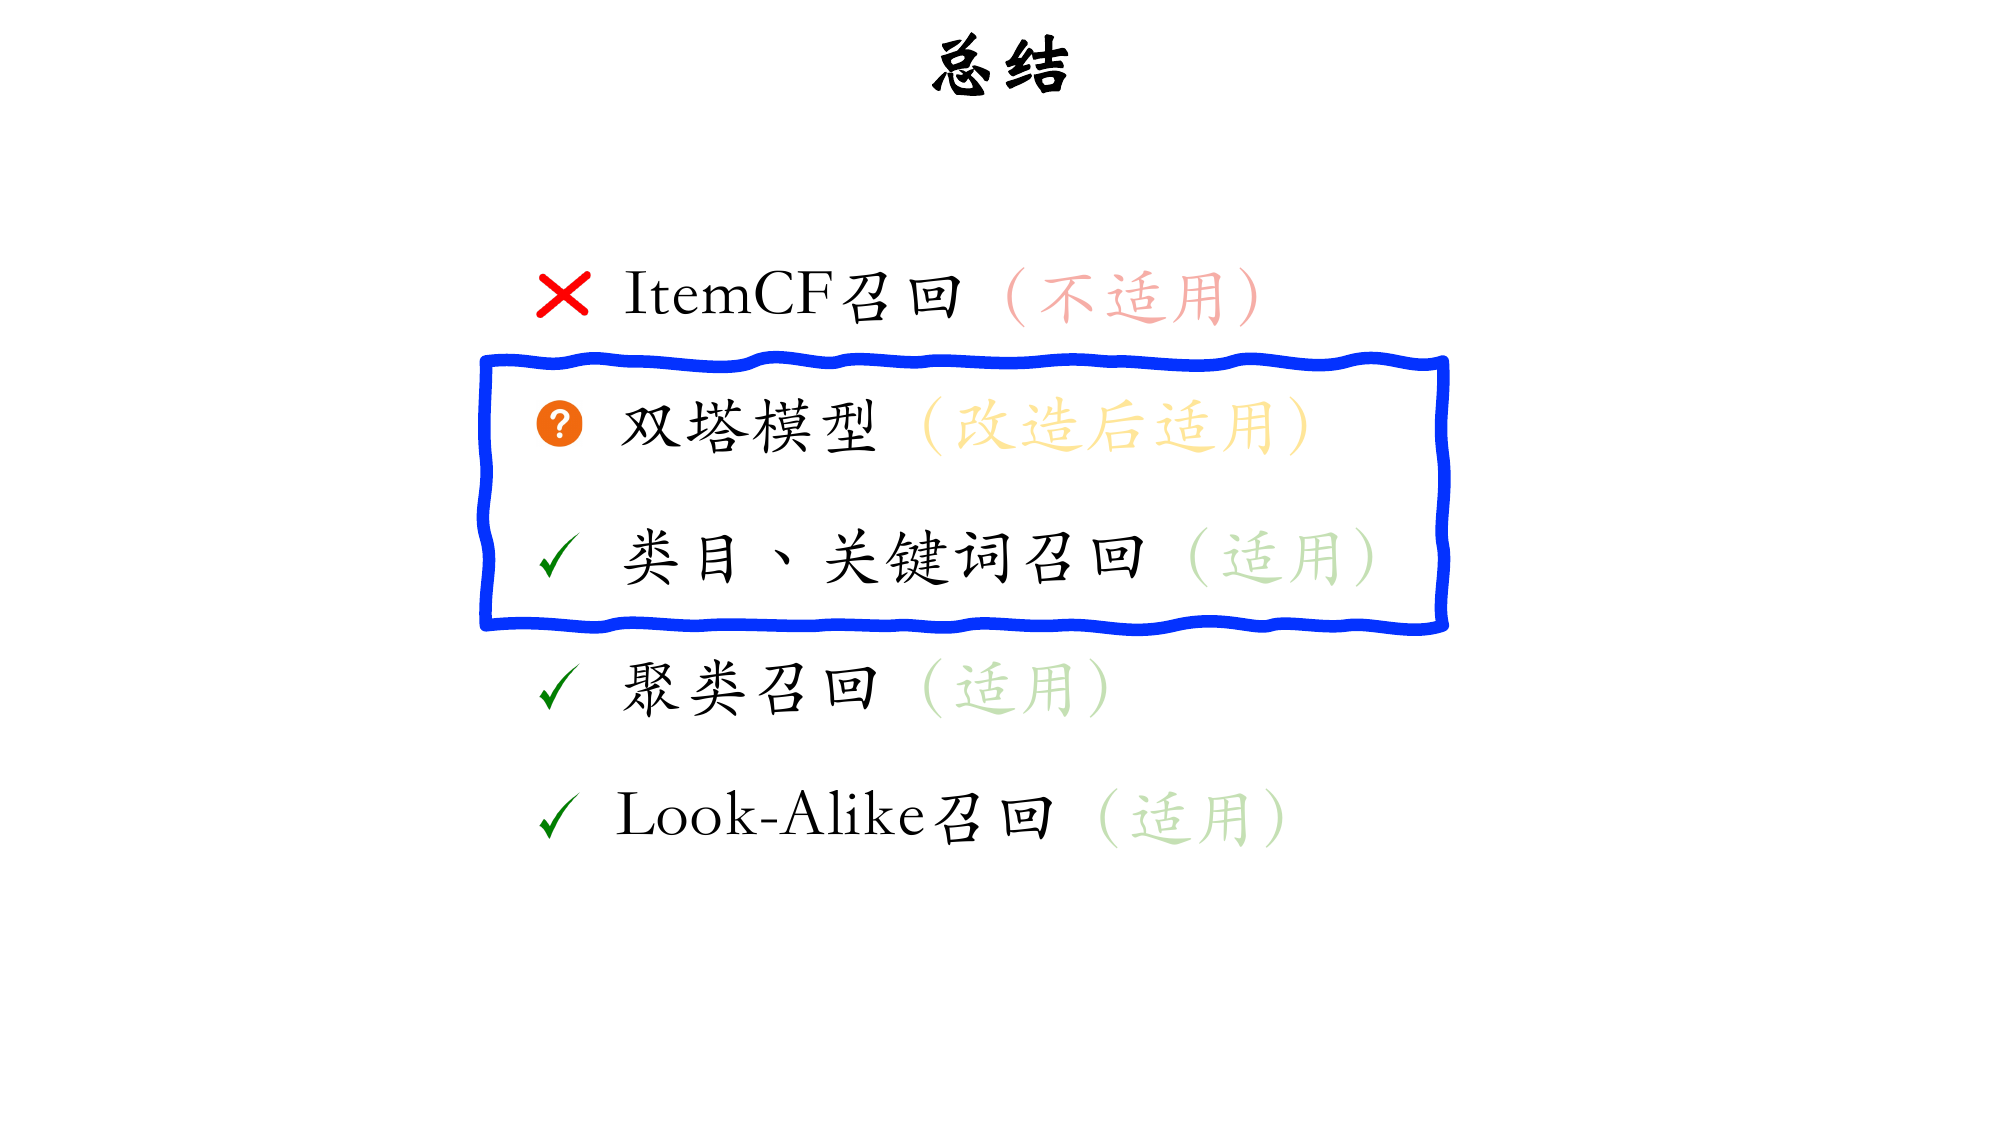 总结
ItemCF召回（不适用）
双塔模型（改造后适用）
类目、关键词召回（适用）
聚类召回（适用）
Look-Alike召回（适用）